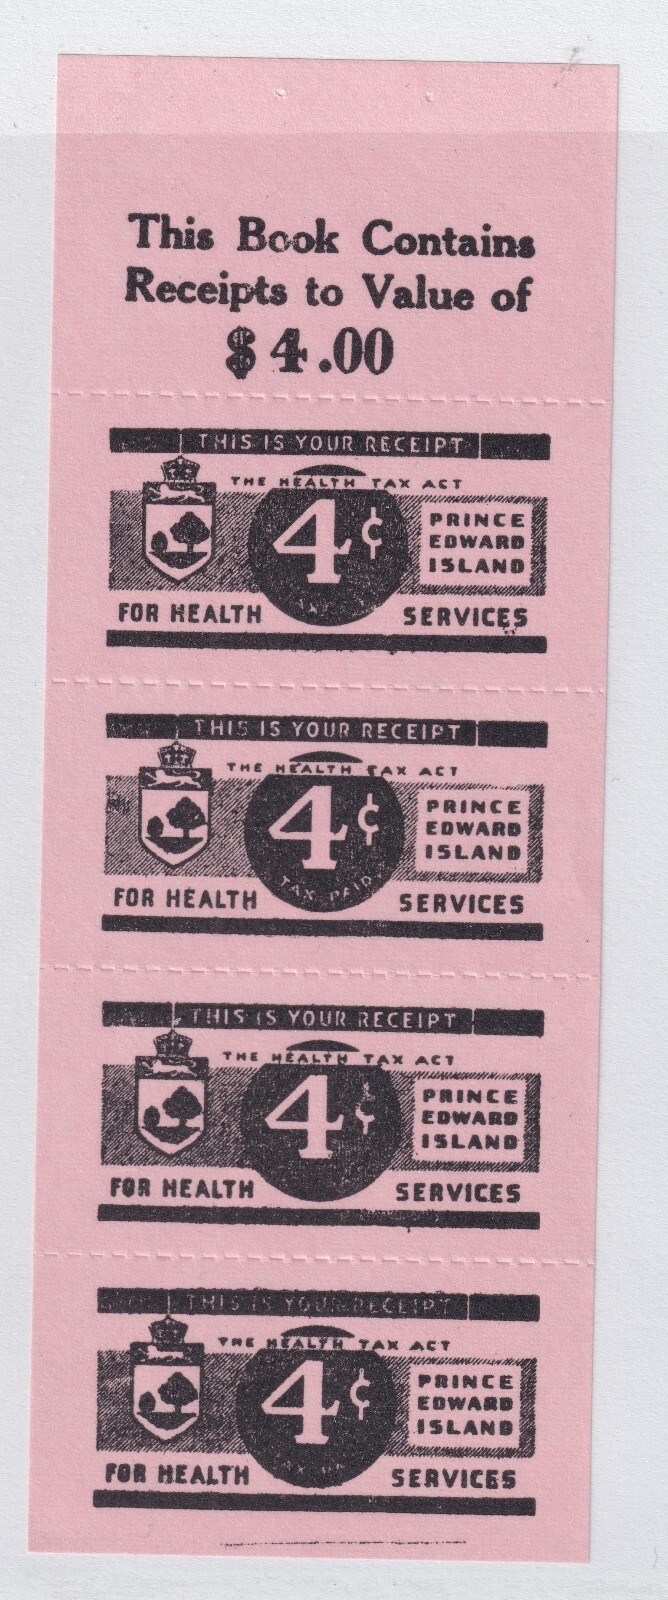 This Book Contains
Receipts to Value of
$4.00
THIS IS YOUR RECEIPT
THE HEALTH TAX ACT
4¢
PRINCE
EDWARD
ISLAND
FOR HEALTH SERVICES
THIS IS YOUR RECEIPT
THE HEALTH TAX ACT
4¢
PRINCE
EDWARD
ISLAND
TAX PAID
FOR HEALTH SERVICES
THIS IS YOUR RECEIPT
THE HEALTH TAX ACT
4¢
PRINCE
EDWARD
ISLAND
FOR HEALTH SERVICES
THIS IS YOUR RECEIPT
THE HEALTH TAX ACT
4¢
PRINCE
EDWARD
ISLAND
FOR HEALTH SERVICES